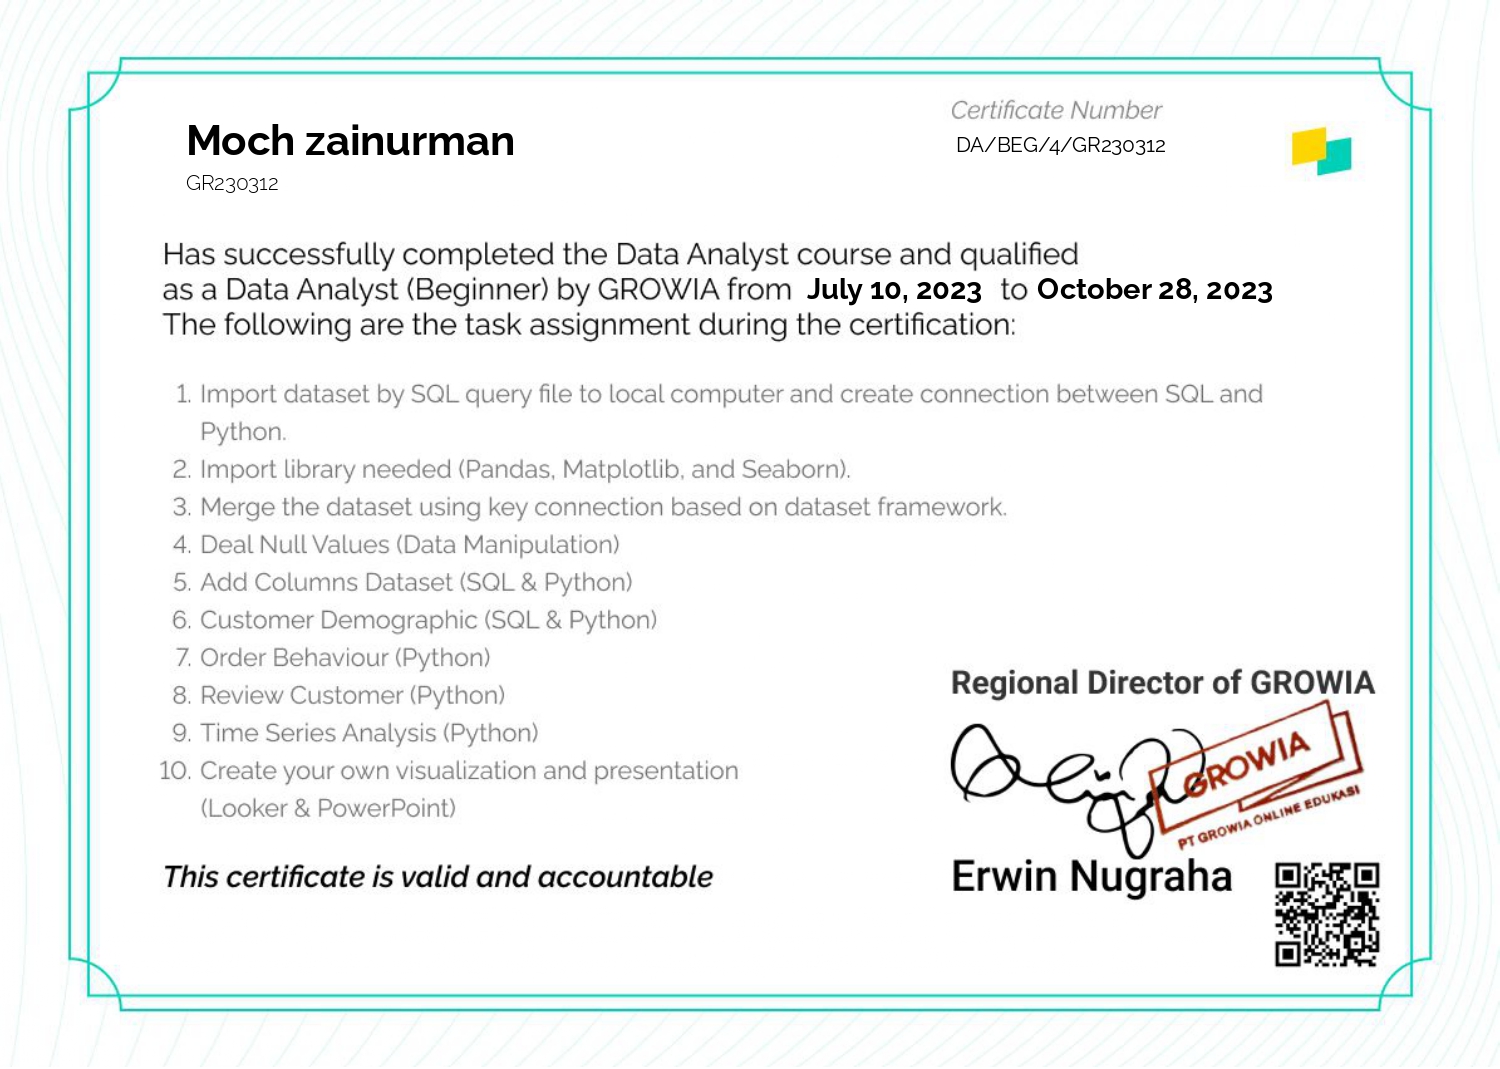 Moch zainurman
GR230312
Certificate Number
DA/BEG/4/GR230312
Has successfully completed the Data Analyst course and qualified
as a Data Analyst (Beginner) by GROWIA from July 10, 2023 to October 28, 2023
The following are the task assignment during the certification:
1. Import dataset by SQL query file to local computer and create connection between SQL and
Python.
2. Import library needed (Pandas, Matplotlib, and Seaborn).
3. Merge the dataset using key connection based on dataset framework.
4. Deal Null Values (Data Manipulation)
5. Add Columns Dataset (SQL & Python)
6. Customer Demographic (SQL & Python)
7. Order Behaviour (Python)
8. Review Customer (Python)
9. Time Series Analysis (Python)
10. Create your own visualization and presentation
(Looker & PowerPoint)
This certificate is valid and accountable
Regional Director of GROWIA
GROWIA
PT GROWIA ONLINE EDUKASI
Erwin Nugraha